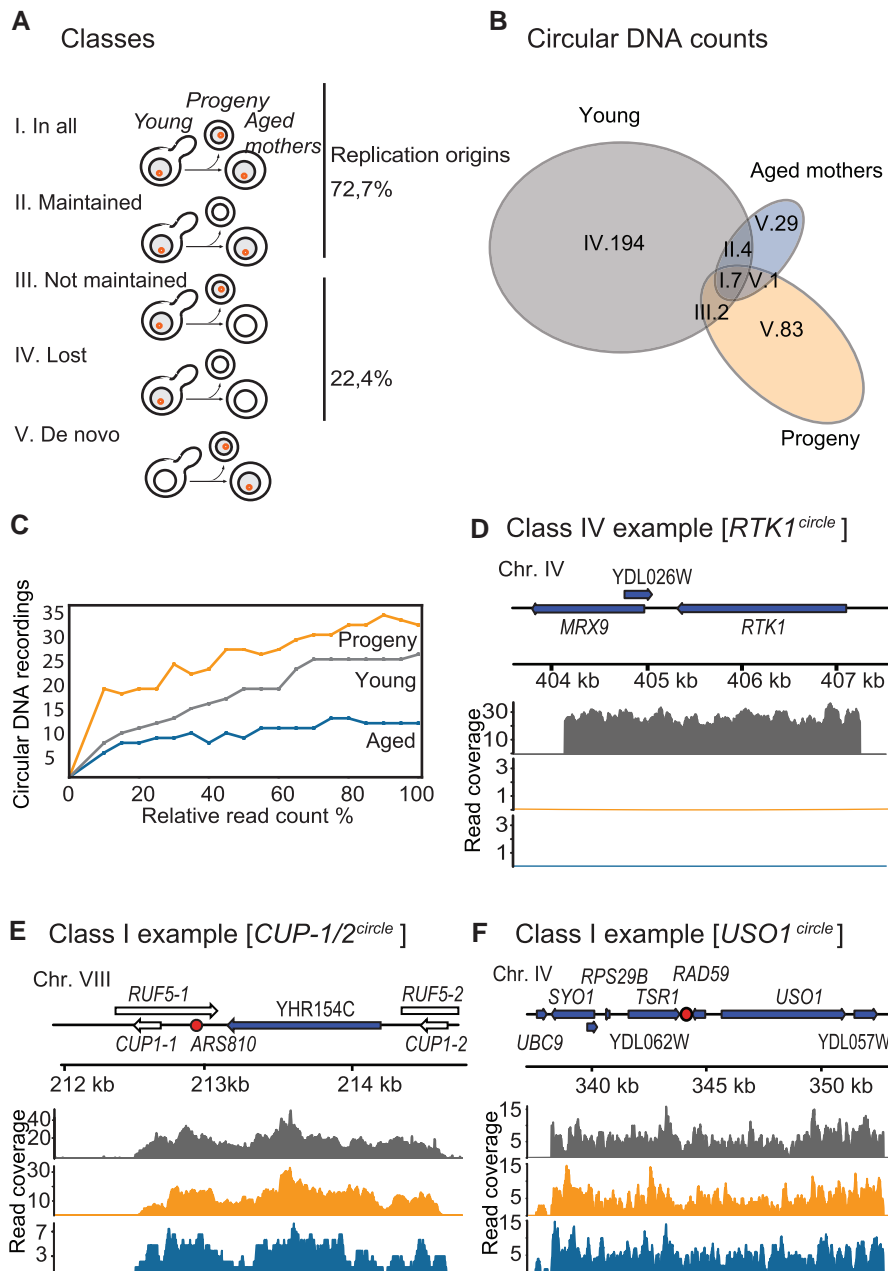 A Classes
I. In all
Young
Progeny
Aged mothers
II. Maintained
III. Not maintained
IV. Lost
V. De novo
Replication origins
72,7%
22,4%
B Circular DNA counts
Young
Aged mothers
V.29
IV.194
II.4
I.7 V.1
III.2
V.83
Progeny
C
Circular DNA recordings
35
30
25
20
15
10
5
Progeny
Young
Aged
0 20 40 60 80 100
Relative read count %
D Class IV example [RTK1circle]
Chr. IV
YDL026W
MRX9 RTK1
404 kb 405 kb 406 kb 407 kb
Read coverage
30
10
3
1
3
1
E Class I example [CUP-1/2circle]
Chr. VIII
RUF5-1 YHR154C RUF5-2
CUP1-1 ARS810 CUP1-2
212 kb 213 kb 214 kb
Read coverage
40
20
30
10
7
3
F Class I example [USO1circle]
Chr. IV
RPS29B RAD59
SYO1 TSR1 USO1
UBC9 YDL062W YDL057W
340 kb 345 kb 350 kb
Read coverage
15
5
15
5
15
5